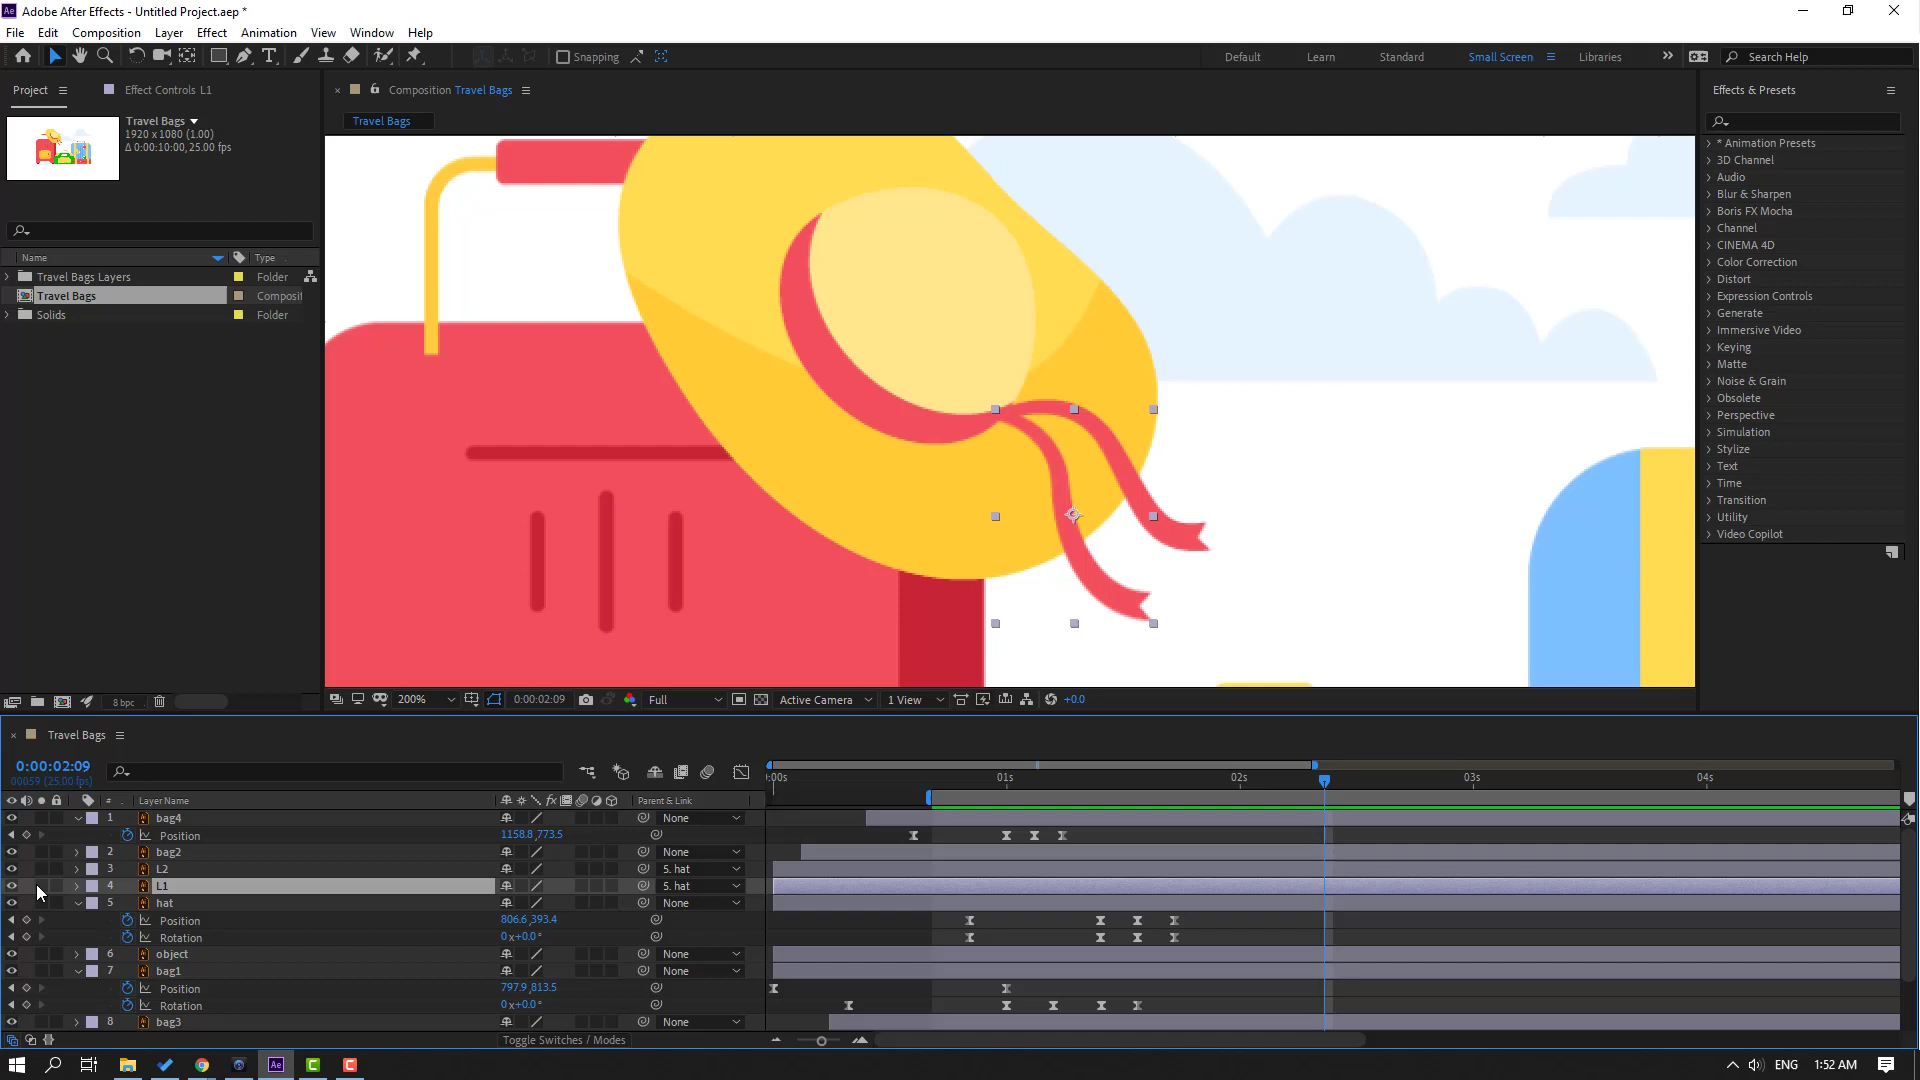 Adobe After Effects - Untitled Project.aep *
File Edit Composition Layer Effect Animation View Window Help
Snapping Default Learn Standard Small Screen Libraries Search Help
Project Effect Controls L1 Composition Travel Bags Effects & Presets
Travel Bags
1920 x 1080 (1.00)
Δ 0:00:10:00, 25.00 fps
Travel Bags
Name Type
Travel Bags Layers Folder
Travel Bags Composit
Solids Folder
* Animation Presets
3D Channel
Audio
Blur & Sharpen
Boris FX Mocha
Channel
CINEMA 4D
Color Correction
Distort
Expression Controls
Generate
Immersive Video
Keying
Matte
Noise & Grain
Obsolete
Perspective
Simulation
Stylize
Text
Time
Transition
Utility
Video Copilot
8 bpc 200% 0:00:02:09 Full Active Camera 1 View +0.0
Travel Bags
0:00:02:09
00059 (25.00 fps)
:00s 01s 02s 03s 04s
# Layer Name Parent & Link
1 bag4 None
Position 1158.8,773.5
2 bag2 None
3 L2 5. hat
4 L1 5. hat
5 hat None
Position 806.6,393.4
Rotation 0x+0.0°
6 object None
7 bag1 None
Position 797.9,813.5
Rotation 0x+0.0°
8 bag3 None
Toggle Switches / Modes
ENG 1:52 AM